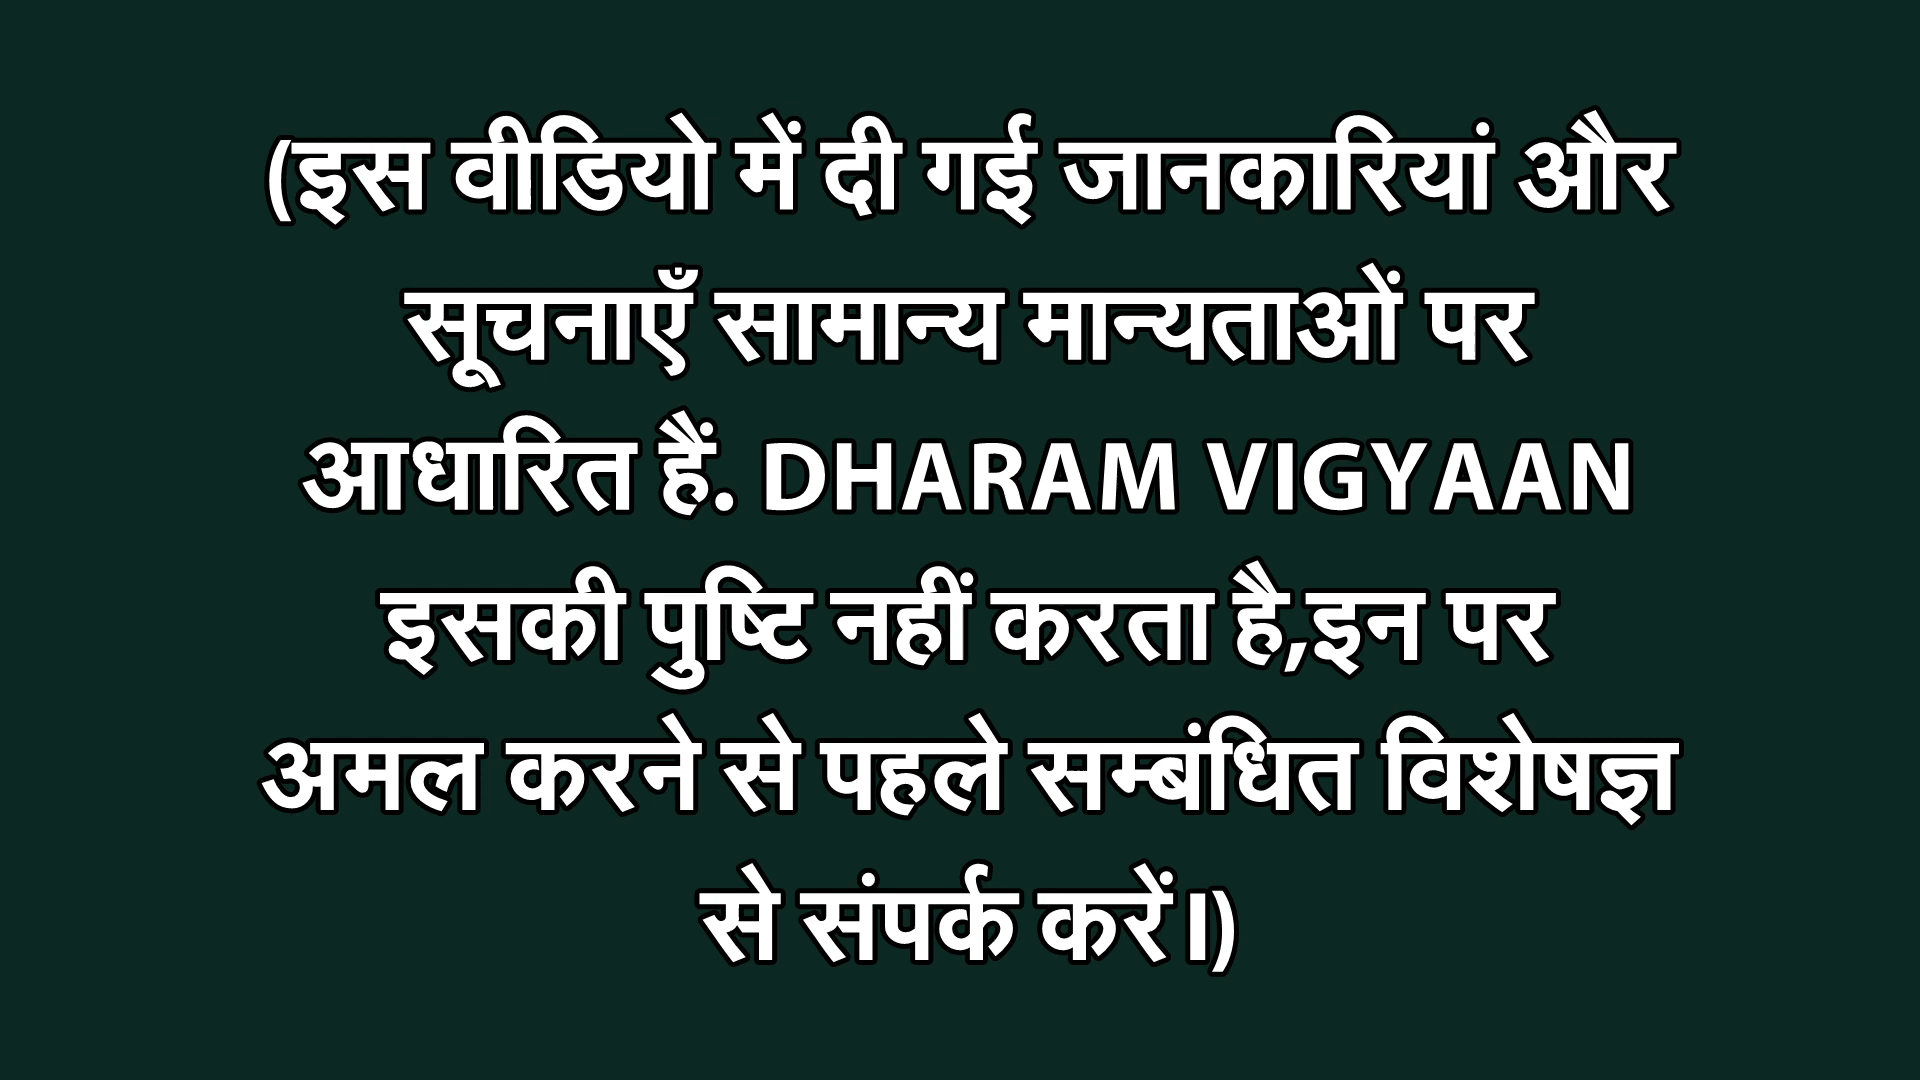 (इस वीडियो में दी गई जानकारियां और
सूचनाएँ सामान्य मान्यताओं पर
आधारित हैं. DHARAM VIGYAAN
इसकी पुष्टि नहीं करता है,इन पर
अमल करने से पहले सम्बंधित विशेषज्ञ
से संपर्क करें।)